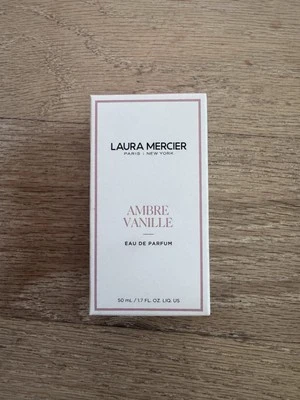 LAURA MERCIER
PARIS | NEW YORK
AMBRE
VANILLE
EAU DE PARFUM
50 mL / 1.7 FL. OZ. LIQ. US